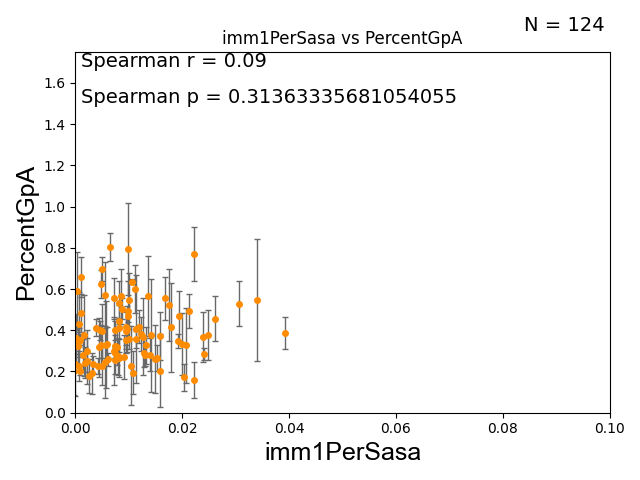 N = 124
imm1PerSasa vs PercentGpA
Spearman r = 0.09
Spearman p = 0.31363335681054055
PercentGpA
1.6
1.4
1.2
1.0
0.8
0.6
0.4
0.2
0.0
0.00 0.02 0.04 0.06 0.08 0.10
imm1PerSasa